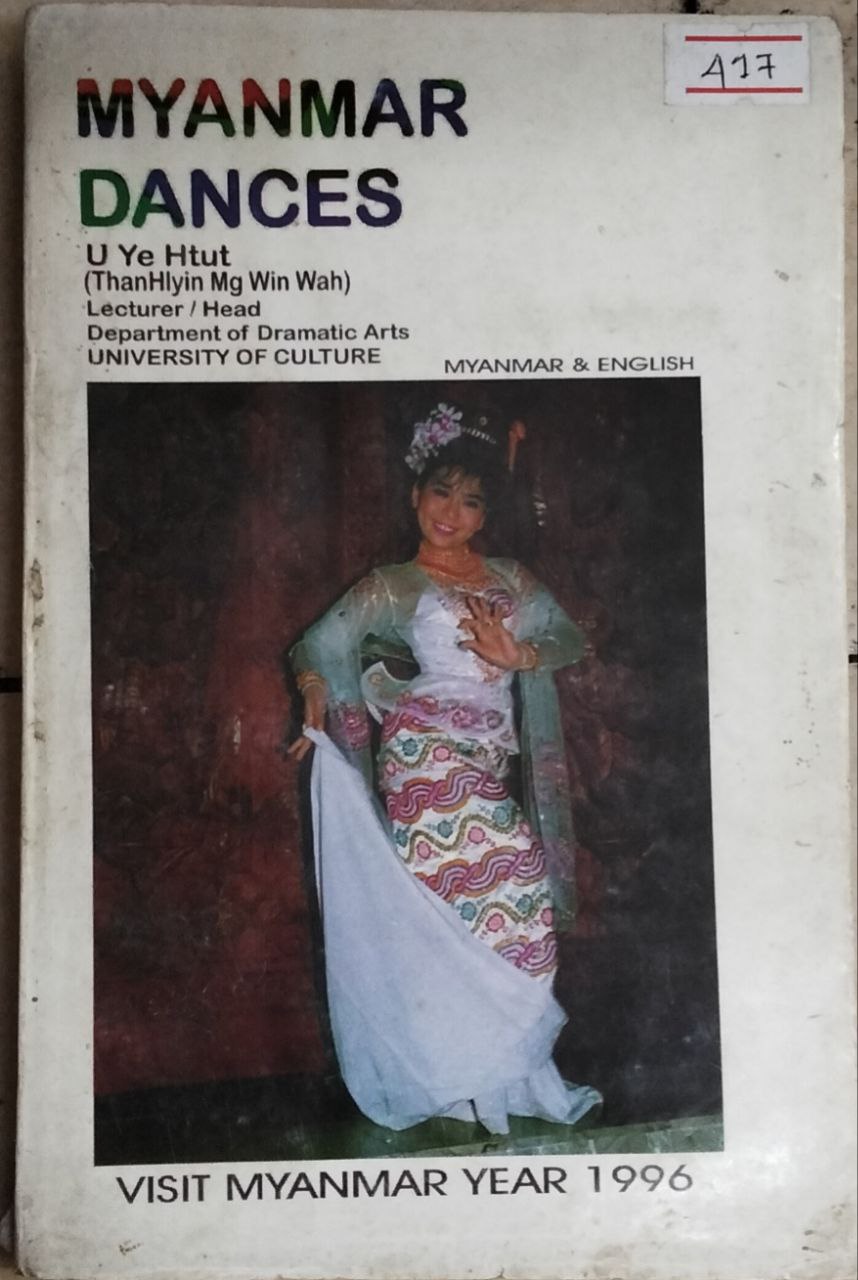 417
MYANMAR
DANCES
U Ye Htut
(ThanHlyin Mg Win Wah)
Lecturer / Head
Department of Dramatic Arts
UNIVERSITY OF CULTURE
MYANMAR & ENGLISH
VISIT MYANMAR YEAR 1996